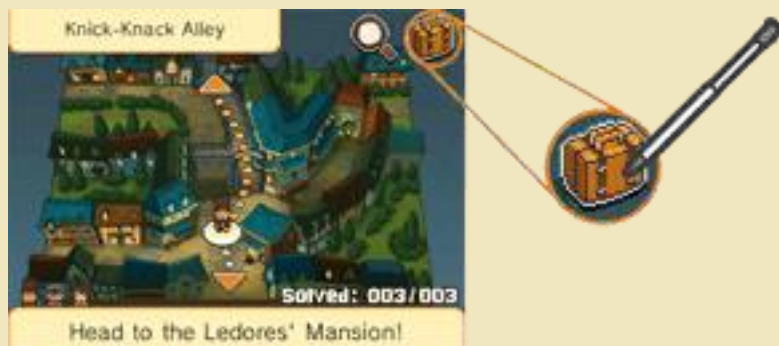 Knick-Knack Alley
Solved: 003/003
Head to the Ledores' Mansion!